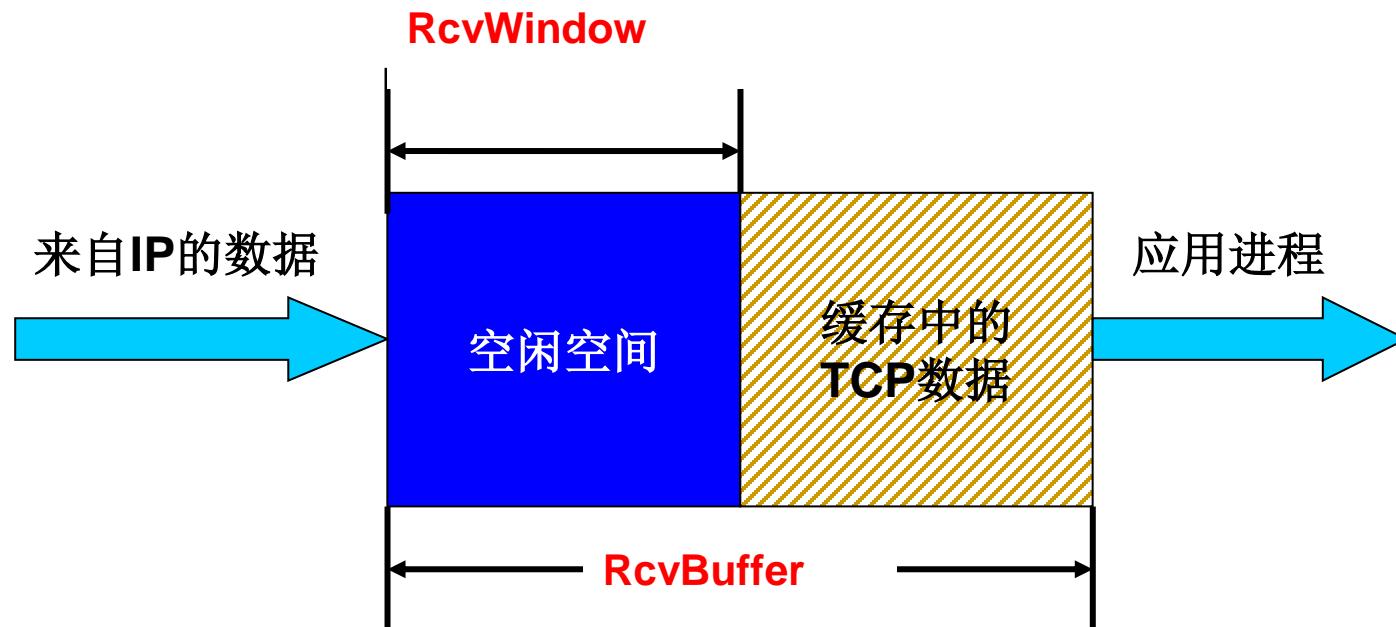 RcvWindow
来自IP的数据
空闲空间
缓存中的
TCP数据
应用进程
RcvBuffer